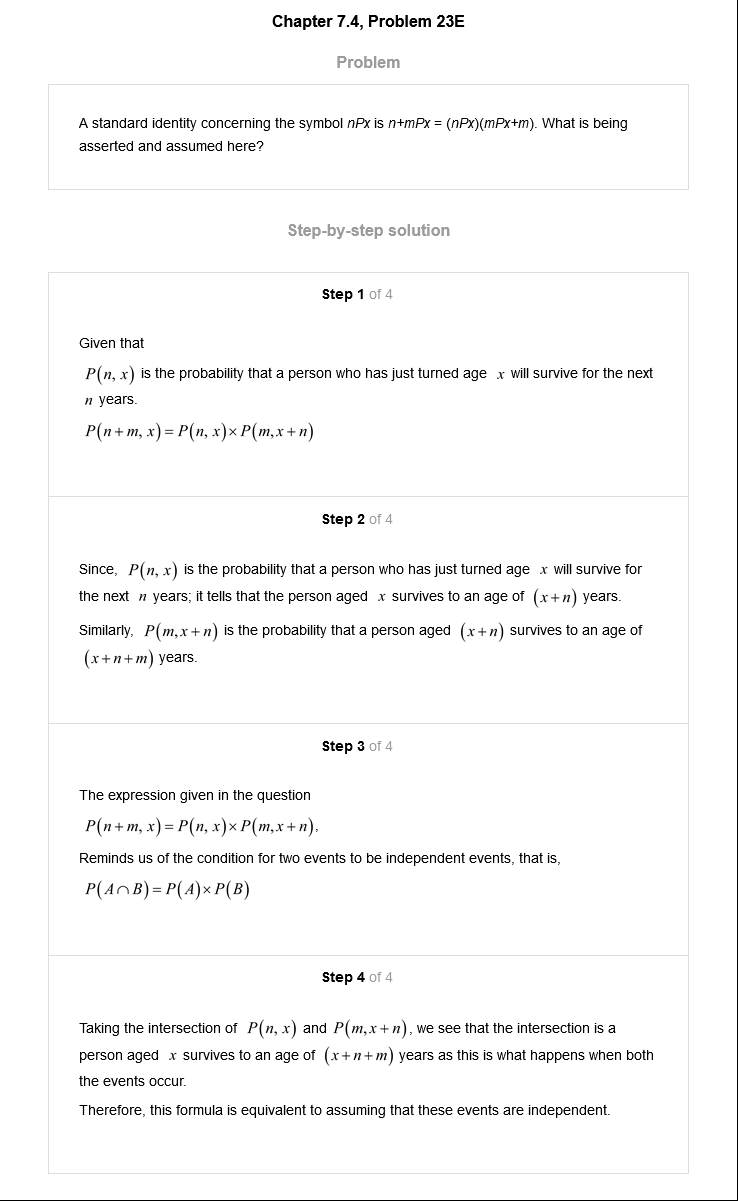 Chapter 7.4, Problem 23E
Problem
A standard identity concerning the symbol nPx is n+mPx = (nPx)(mPx+m). What is being
asserted and assumed here?
Step-by-step solution
Step 1 of 4
Given that
P(n, x) is the probability that a person who has just turned age x will survive for the next
n years.
P(n+m, x)=P(n, x)×P(m,x+n)
Step 2 of 4
Since, P(n, x) is the probability that a person who has just turned age x will survive for
the next n years; it tells that the person aged x survives to an age of (x+n) years.
Similarly, P(m,x+n) is the probability that a person aged (x+n) survives to an age of
(x+n+m) years.
Step 3 of 4
The expression given in the question
P(n+m, x)=P(n, x)×P(m,x+n),
Reminds us of the condition for two events to be independent events, that is,
P(A∩B)=P(A)×P(B)
Step 4 of 4
Taking the intersection of P(n, x) and P(m,x+n), we see that the intersection is a
person aged x survives to an age of (x+n+m) years as this is what happens when both
the events occur.
Therefore, this formula is equivalent to assuming that these events are independent.